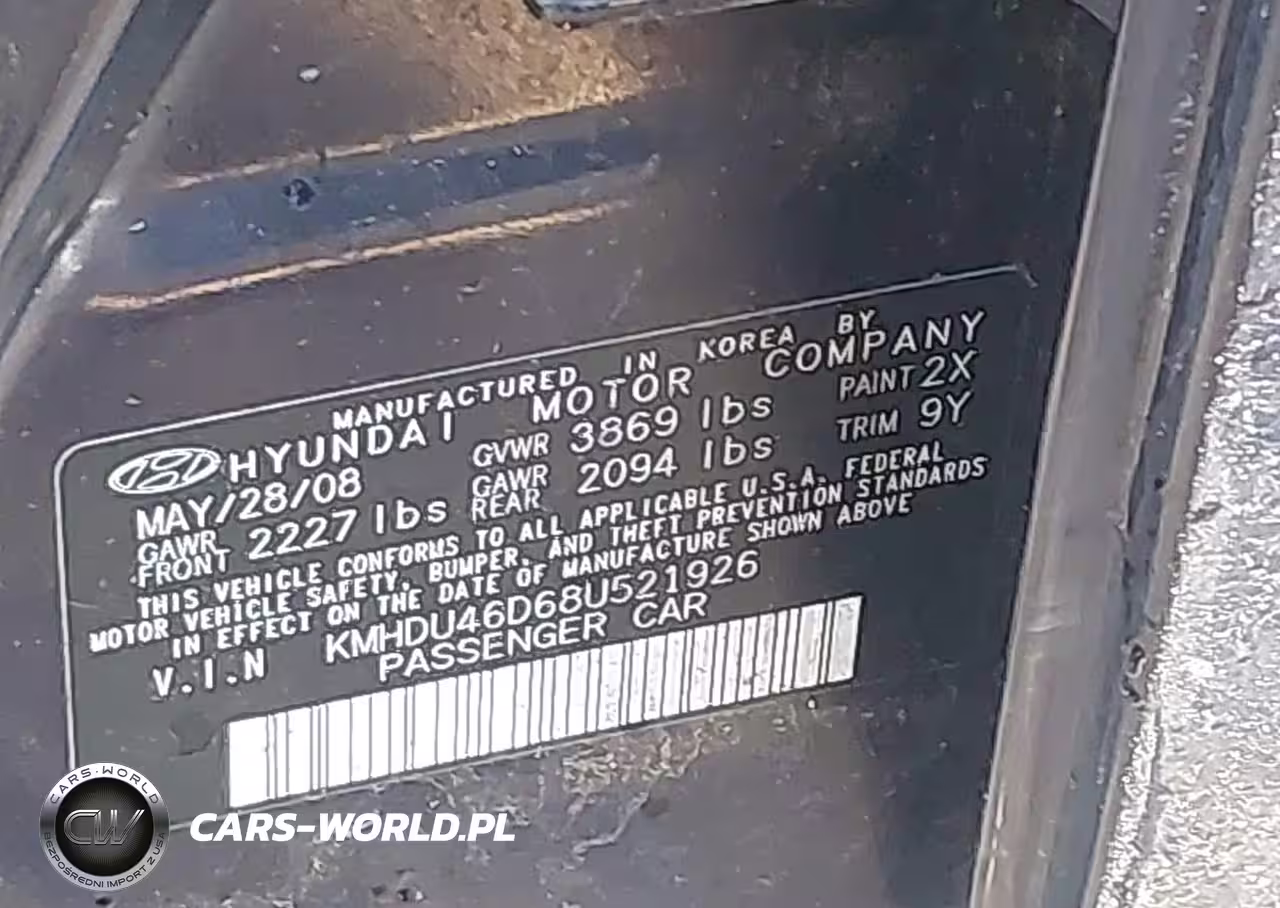 MANUFACTURED IN KOREA BY
HYUNDAI MOTOR COMPANY
MAY/28/08 GVWR 3869 lbs PAINT 2X
GAWR FRONT 2227 lbs GAWR REAR 2094 lbs TRIM 9Y
THIS VEHICLE CONFORMS TO ALL APPLICABLE U.S.A. FEDERAL
MOTOR VEHICLE SAFETY, BUMPER, AND THEFT PREVENTION STANDARDS
IN EFFECT ON THE DATE OF MANUFACTURE SHOWN ABOVE
V.I.N KMHDU46D68U521926
PASSENGER CAR
CARS-WORLD
CW
BEZPOŚREDNI IMPORT Z USA
CARS-WORLD.PL